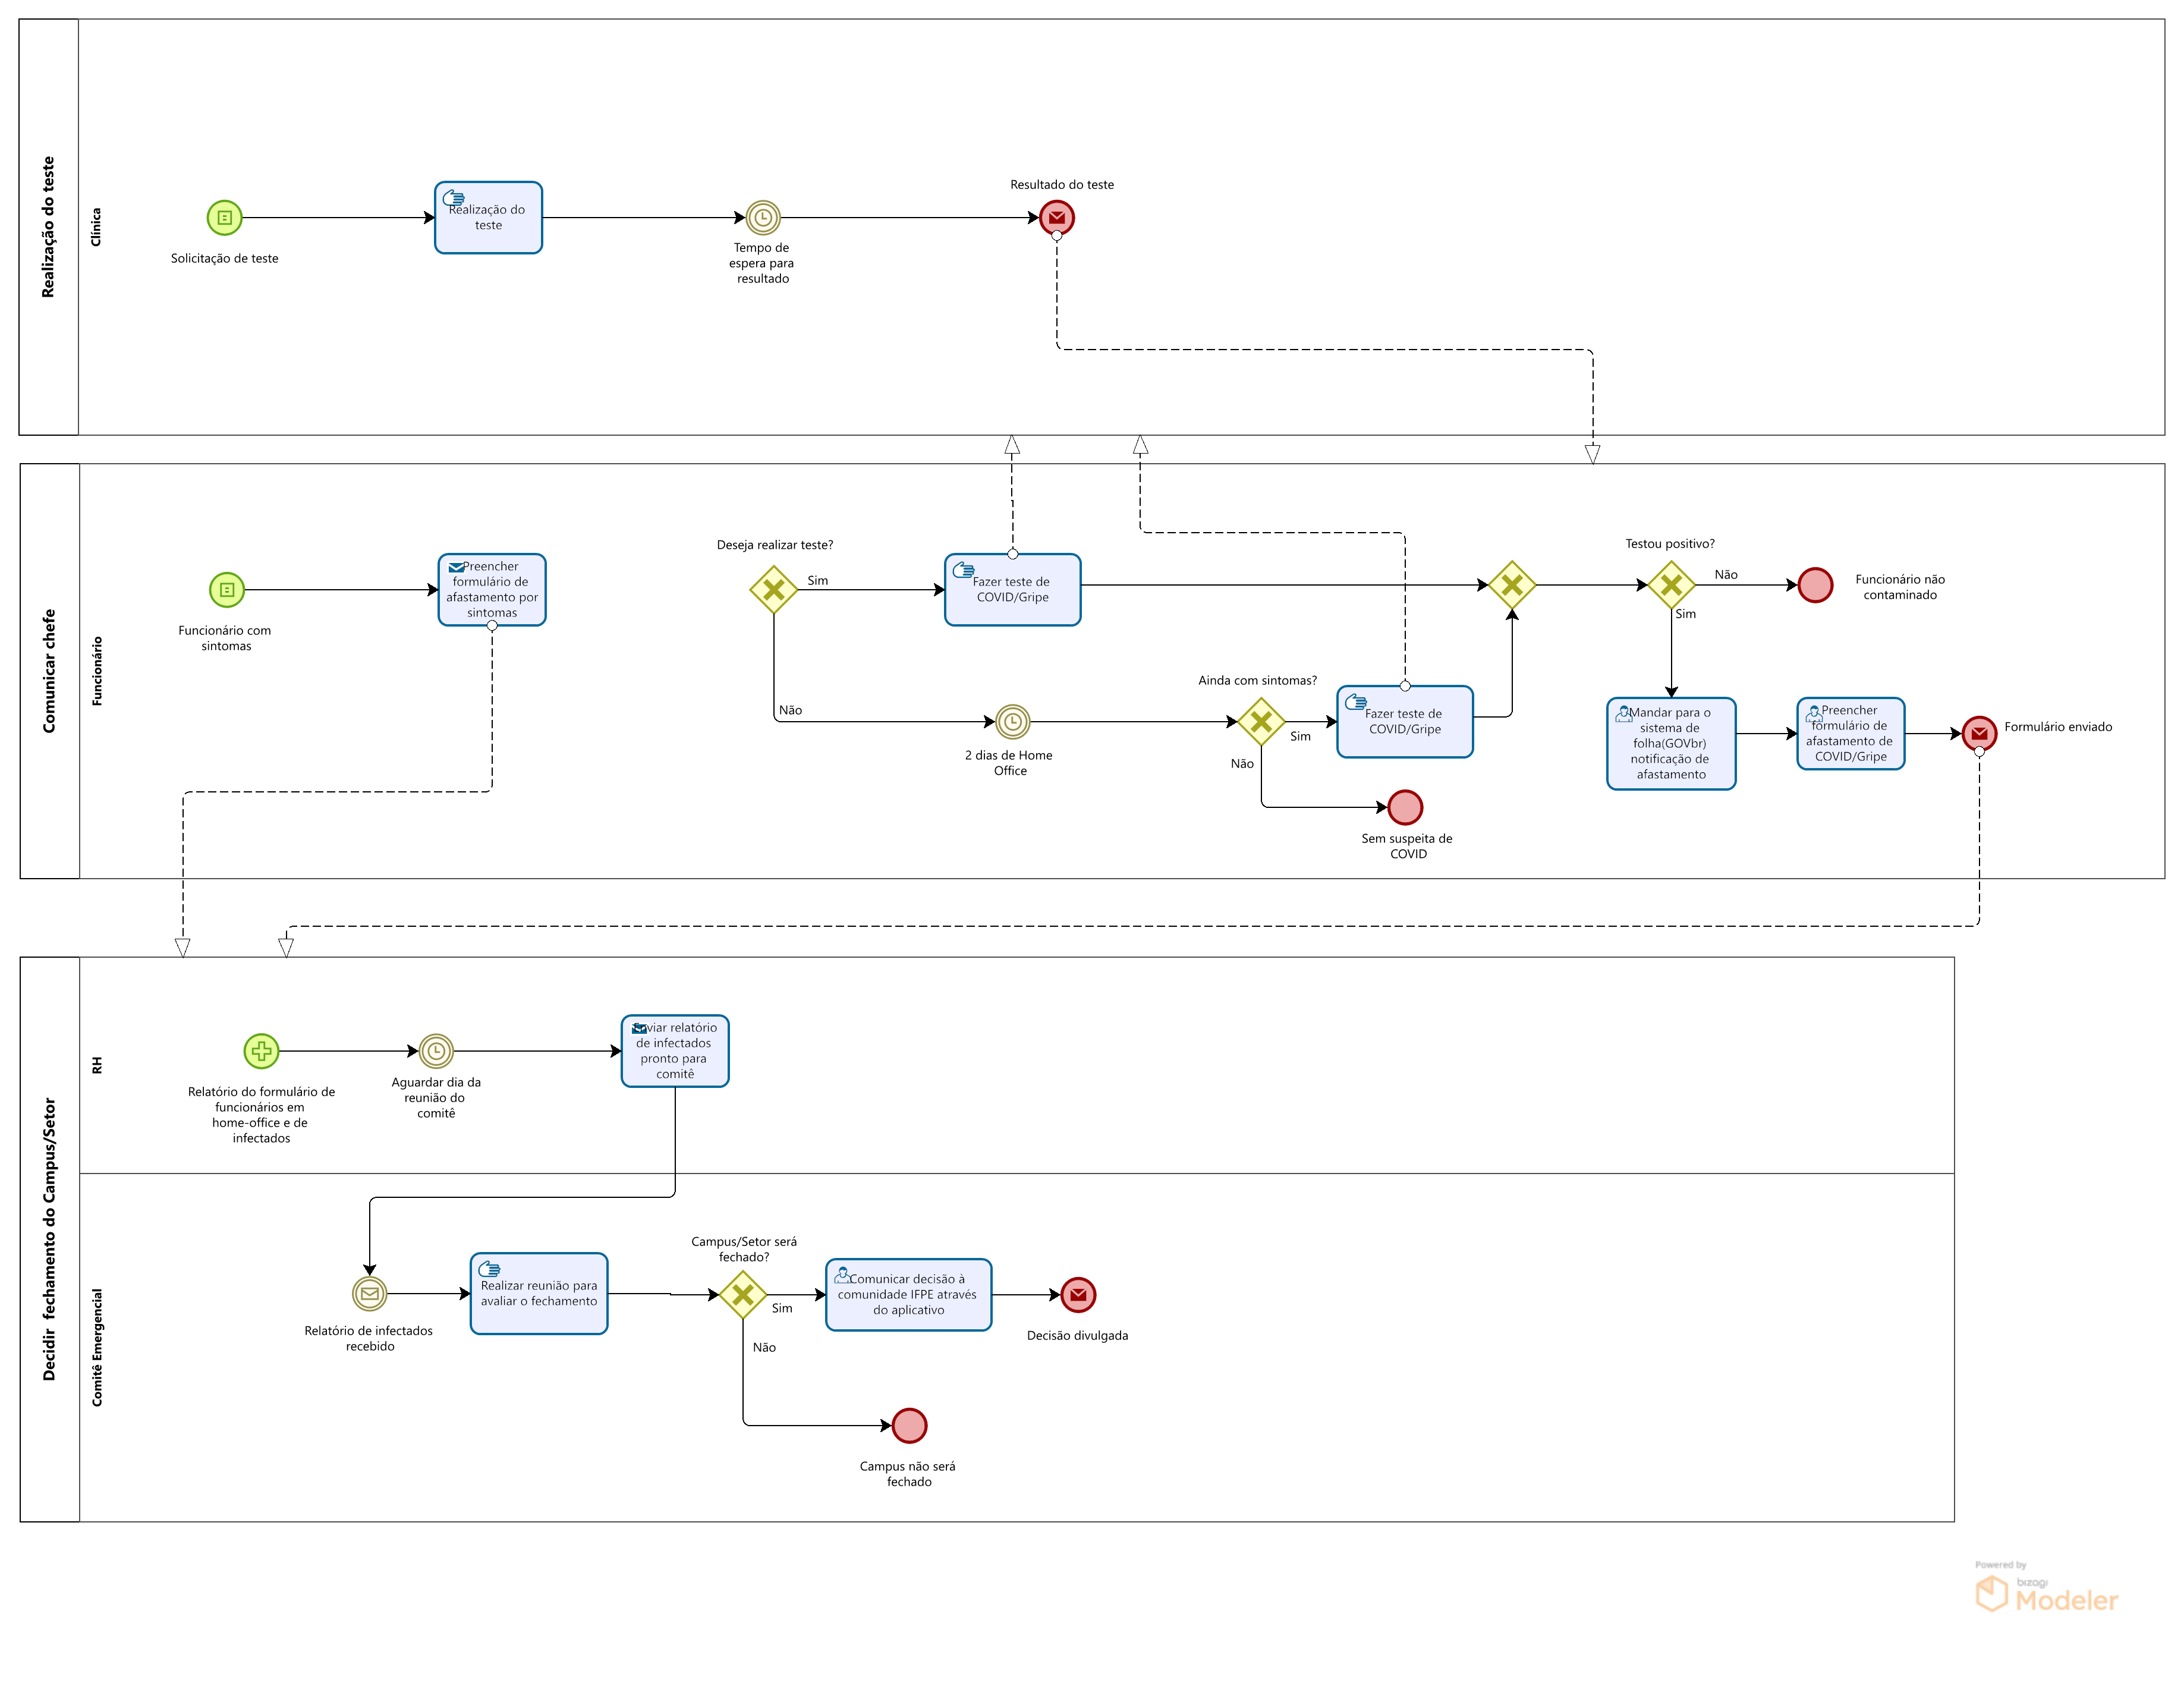 Realização do teste
Clínica
Solicitação de teste
Realização do
teste
Tempo de
espera para
resultado
Resultado do teste
Comunicar chefe
Funcionário
Funcionário com
sintomas
Preencher
formulário de
afastamento por
sintomas
Deseja realizar teste?
Sim
Não
Fazer teste de
COVID/Gripe
2 dias de Home
Office
Ainda com sintomas?
Sim
Não
Fazer teste de
COVID/Gripe
Sem suspeita de
COVID
Testou positivo?
Não
Sim
Funcionário não
contaminado
Mandar para o
sistema de
folha(GOVbr)
notificação de
afastamento
Preencher
formulário de
afastamento de
COVID/Gripe
Formulário enviado
Decidir fechamento do Campus/Setor
RH
Relatório do formulário de
funcionários em
home-office e de
infectados
Aguardar dia da
reunião do
comitê
Enviar relatório
de infectados
pronto para
comitê
Comitê Emergencial
Relatório de infectados
recebido
Realizar reunião para
avaliar o fechamento
Campus/Setor será
fechado?
Sim
Não
Comunicar decisão à
comunidade IFPE através
do aplicativo
Decisão divulgada
Campus não será
fechado
Powered by
bizagi
Modeler